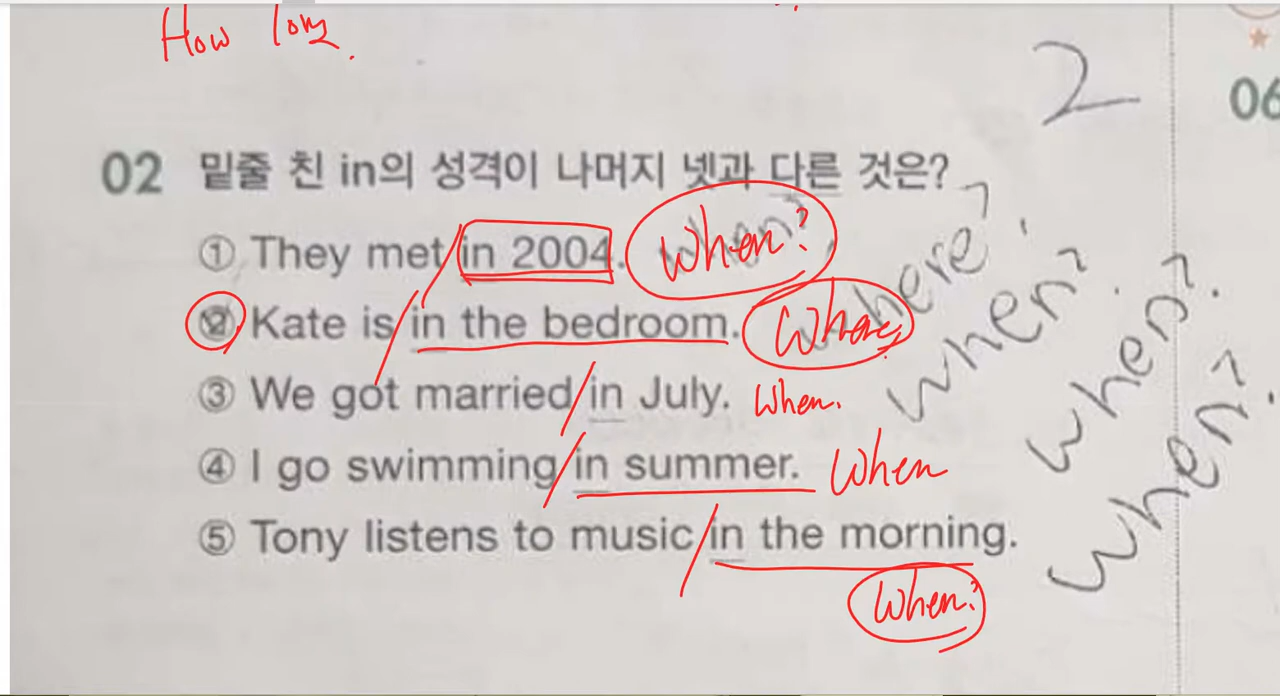 How long.
2
06
02 밑줄 친 in의 성격이 나머지 넷과 다른 것은?
① They met in 2004. When?
② Kate is in the bedroom. Where
③ We got married in July. When.
④ I go swimming in summer. When
⑤ Tony listens to music in the morning.
When?
When?
where?
when?
when?
when?